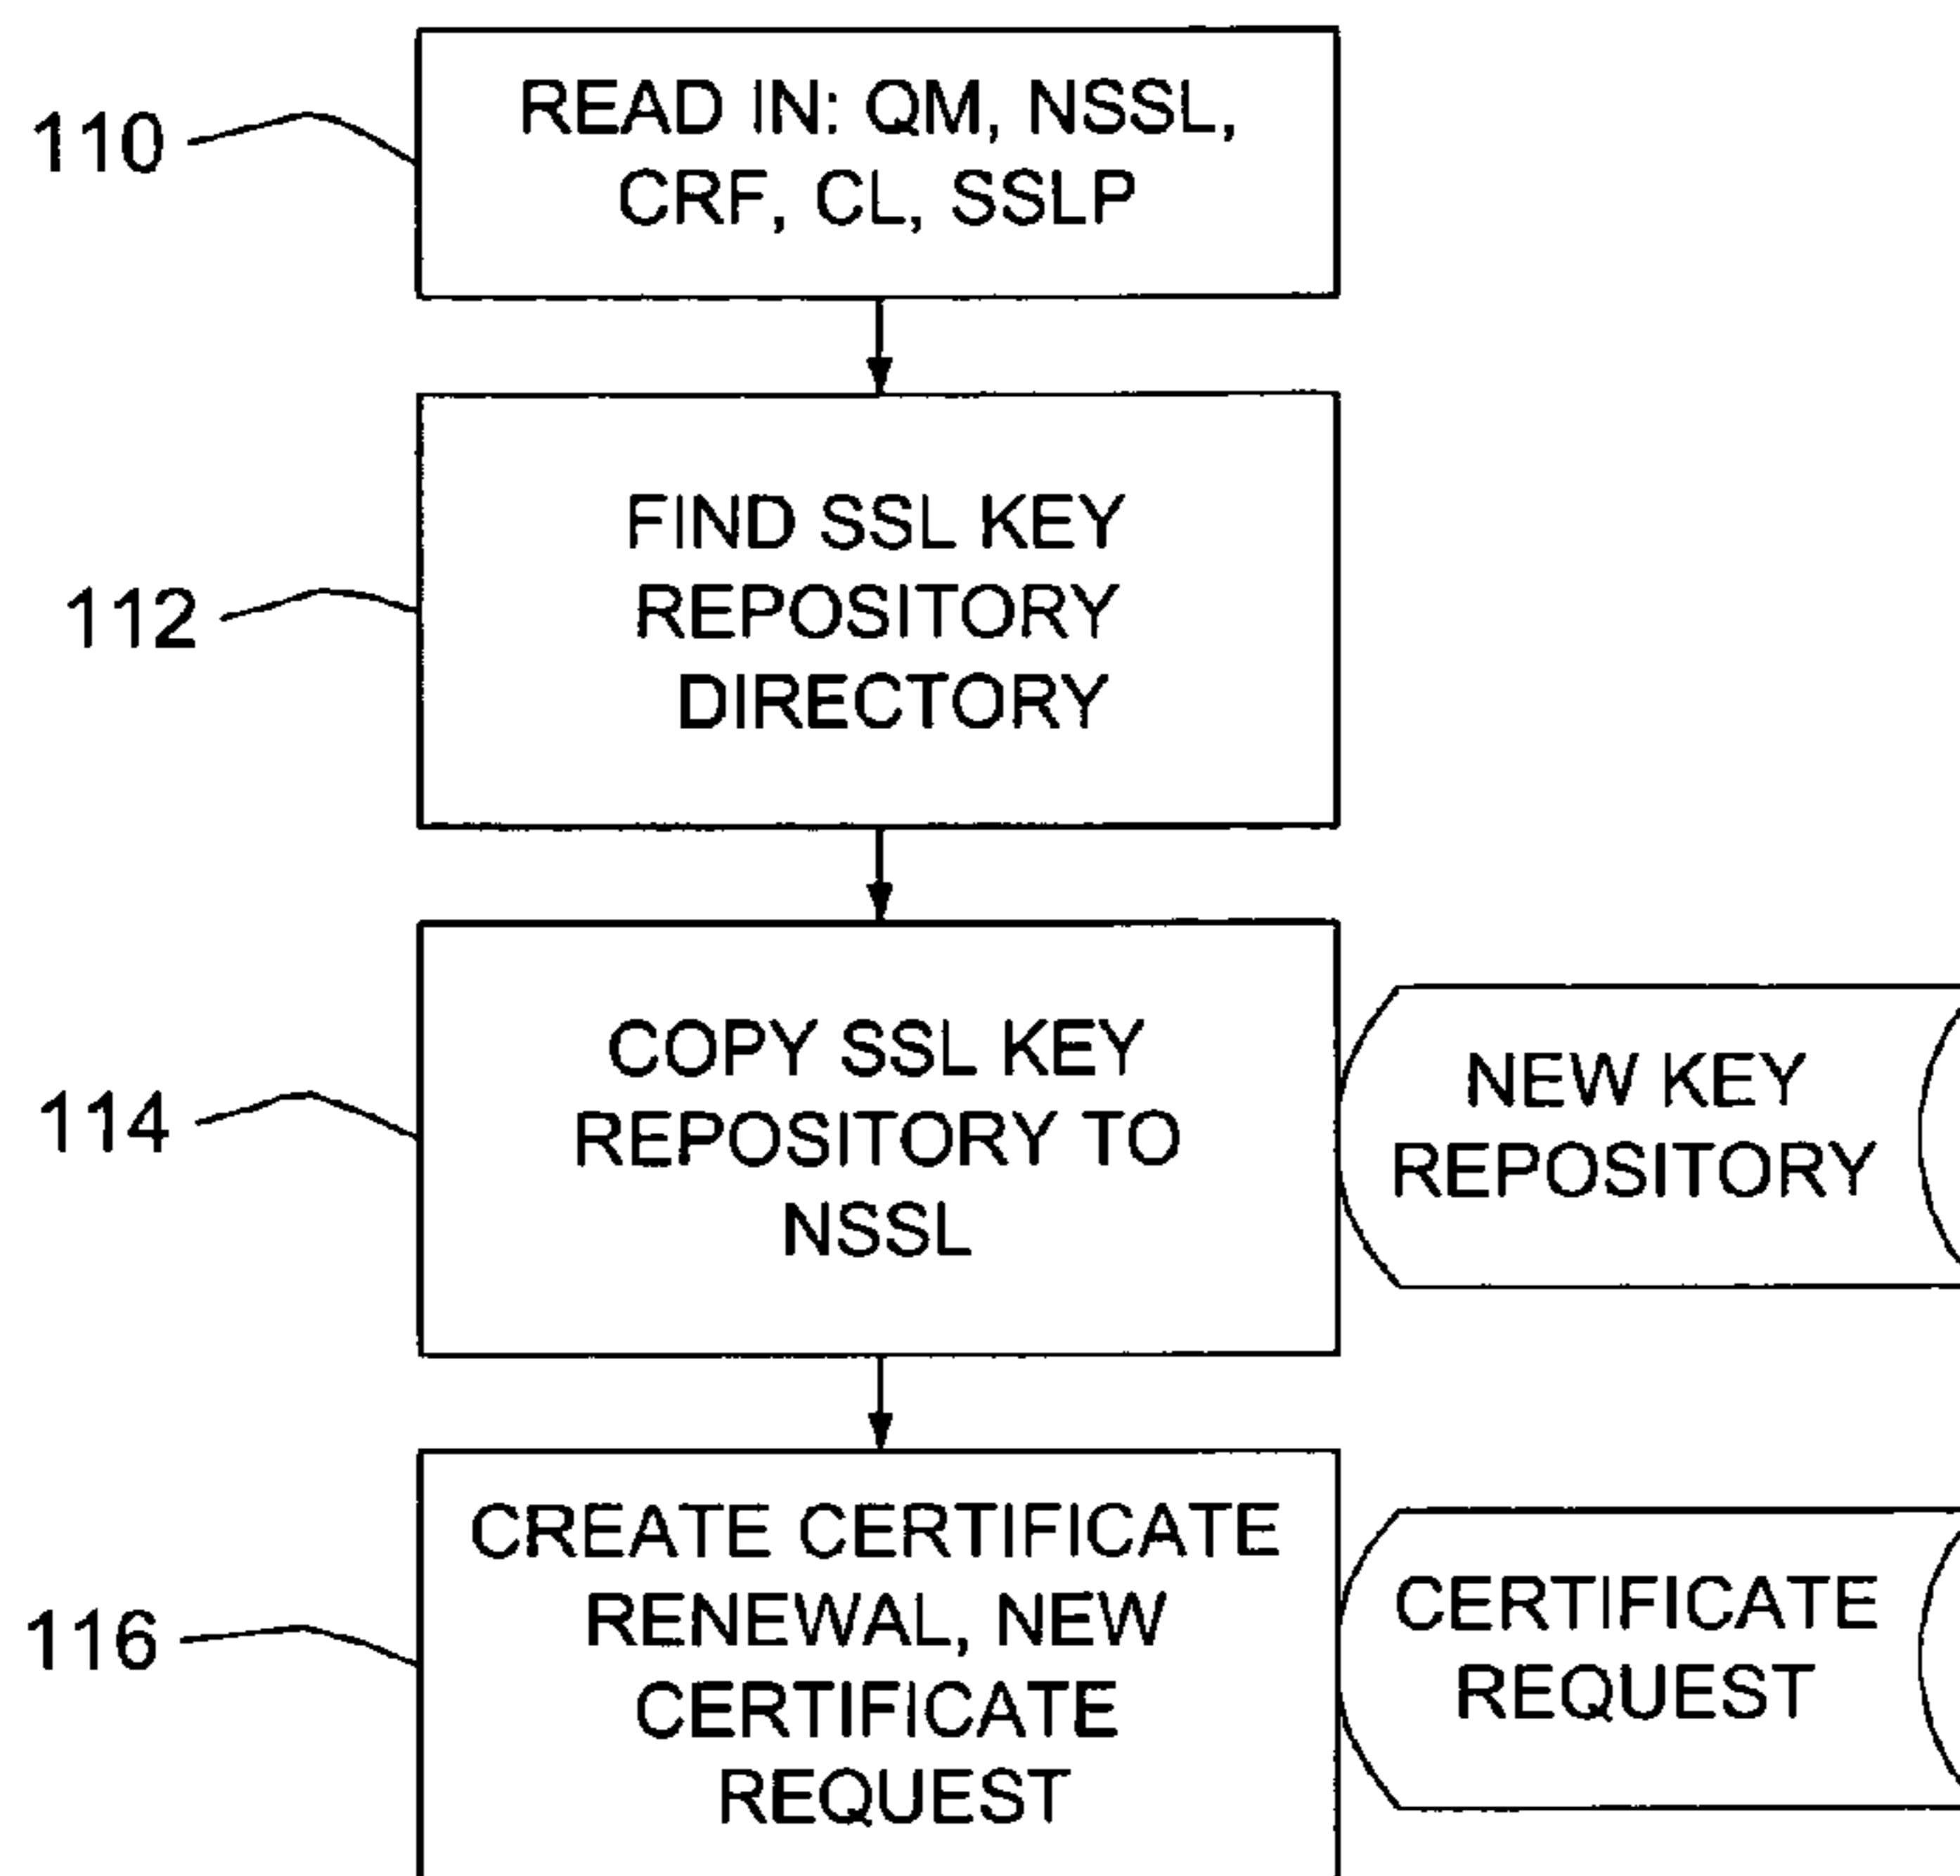 110
READ IN: QM, NSSL,
CRF, CL, SSLP
112
FIND SSL KEY
REPOSITORY
DIRECTORY
114
COPY SSL KEY
REPOSITORY TO
NSSL
NEW KEY
REPOSITORY
116
CREATE CERTIFICATE
RENEWAL, NEW
CERTIFICATE
REQUEST
CERTIFICATE
REQUEST